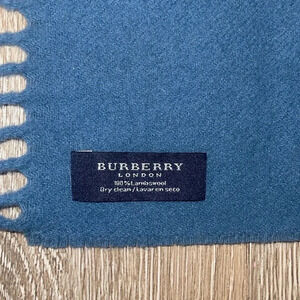 BURBERRY
LONDON
100% Lambswool
Dry clean / Lavar en seco